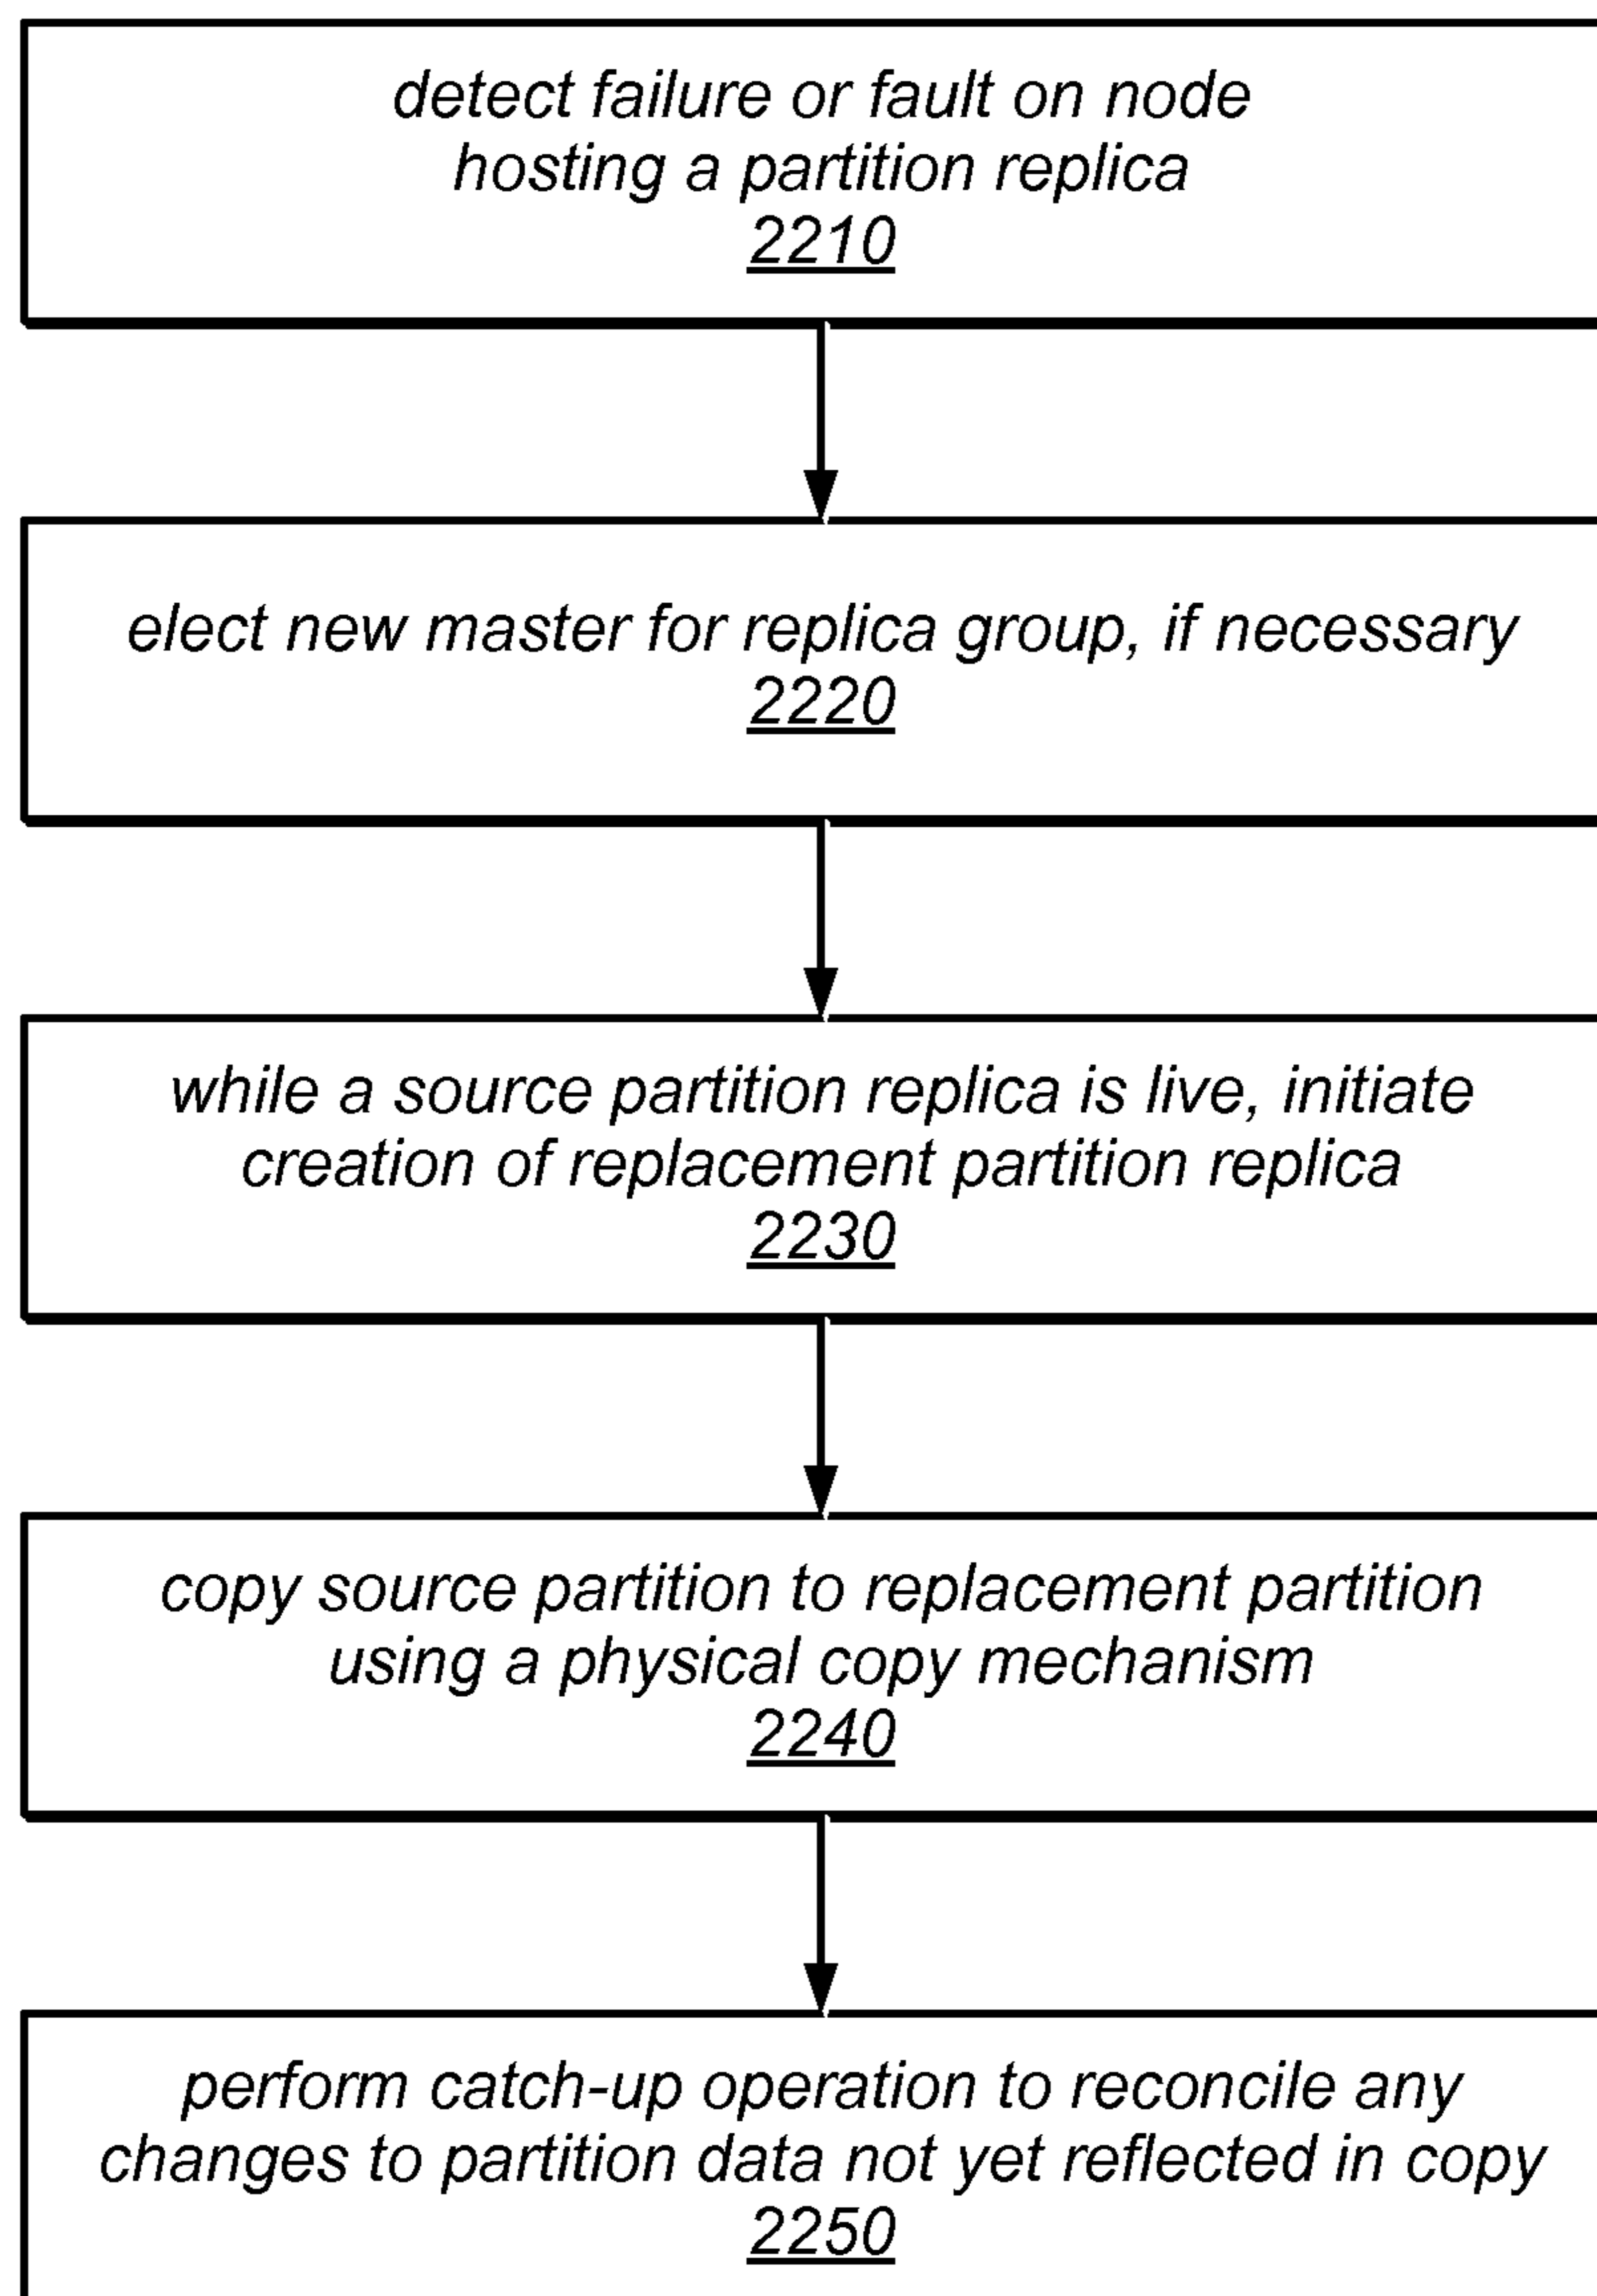 detect failure or fault on node
hosting a partition replica
2210
elect new master for replica group, if necessary
2220
while a source partition replica is live, initiate
creation of replacement partition replica
2230
copy source partition to replacement partition
using a physical copy mechanism
2240
perform catch-up operation to reconcile any
changes to partition data not yet reflected in copy
2250